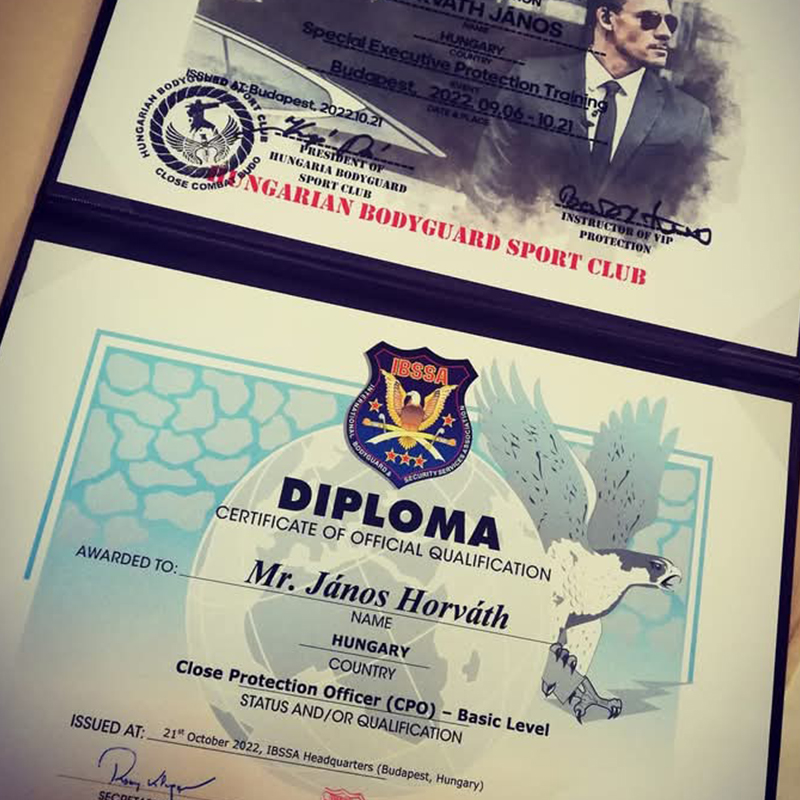 HORVÁTH JÁNOS
NAME
HUNGARY
COUNTRY
Special Executive Protection Training
EVENT
Budapest, 2022.09.06 - 10.21
DATE & PLACE
ISSUED AT: Budapest, 2022.10.21
HUNGARIAN BODYGUARD SPORT CLUB
CLOSE COMBAT BUDO
PRESIDENT OF
HUNGARIA BODYGUARD
SPORT CLUB
INSTRUCTOR OF VIP
PROTECTION
HUNGARIAN BODYGUARD SPORT CLUB
IBSSA
INTERNATIONAL BODYGUARD & SECURITY SERVICES ASSOCIATION
DIPLOMA
CERTIFICATE OF OFFICIAL QUALIFICATION
AWARDED TO: Mr. János Horváth
NAME
HUNGARY
COUNTRY
Close Protection Officer (CPO) – Basic Level
STATUS AND/OR QUALIFICATION
ISSUED AT: 21st October 2022, IBSSA Headquarters (Budapest, Hungary)